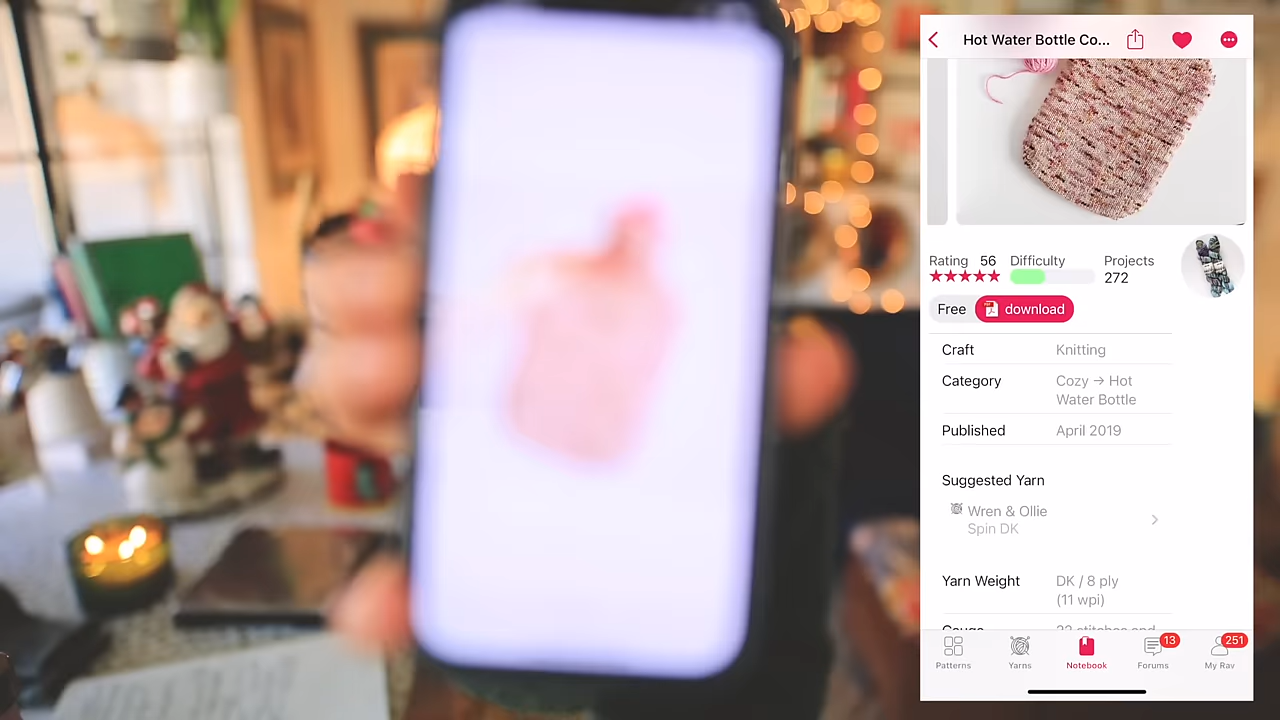 Hot Water Bottle Co...
Rating 56 Difficulty Projects
272
Free download
Craft Knitting
Category Cozy → Hot
Water Bottle
Published April 2019
Suggested Yarn
Wren & Ollie
Spin DK
Yarn Weight DK / 8 ply
(11 wpi)
13 251
Patterns Yarns Notebook Forums My Rav